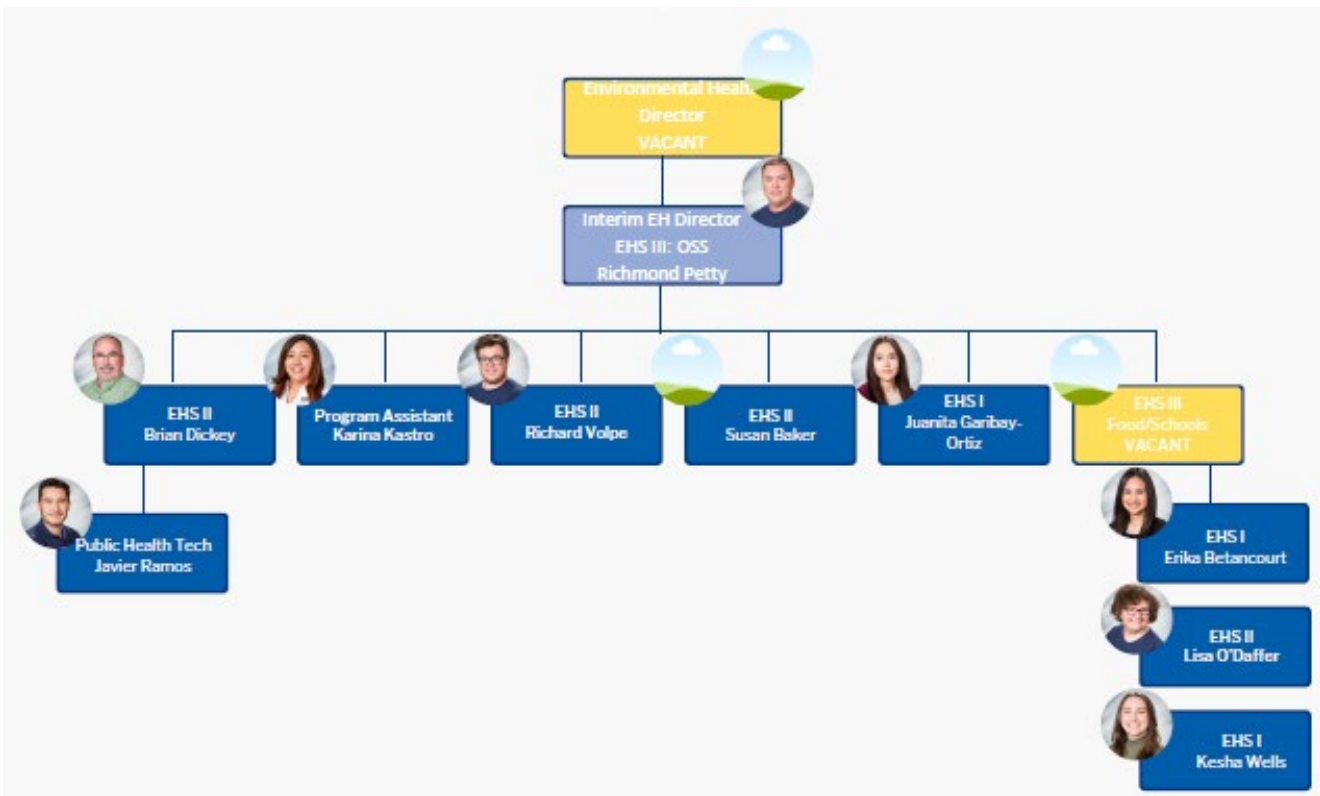 Environmental Health
Director
VACANT
Interim EH Director
EHS III: OSS
Richmond Petty
EHS II
Brian Dickey
Program Assistant
Karina Kastro
EHS II
Richard Volpe
EHS II
Susan Baker
EHS I
Juanita Garibay-
Ortiz
EHS III
Food/Schools
VACANT
Public Health Tech
Javier Ramos
EHS I
Erika Betancourt
EHS II
Lisa O'Daffer
EHS I
Kesha Wells